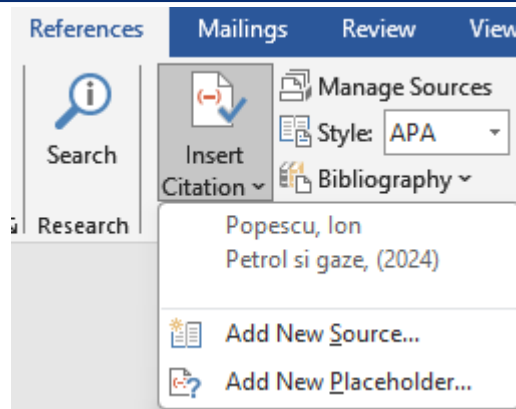 References Mailings Review View
Search
Research
Insert
Citation
Manage Sources
Style: APA
Bibliography
Popescu, Ion
Petrol si gaze, (2024)
Add New Source...
Add New Placeholder...